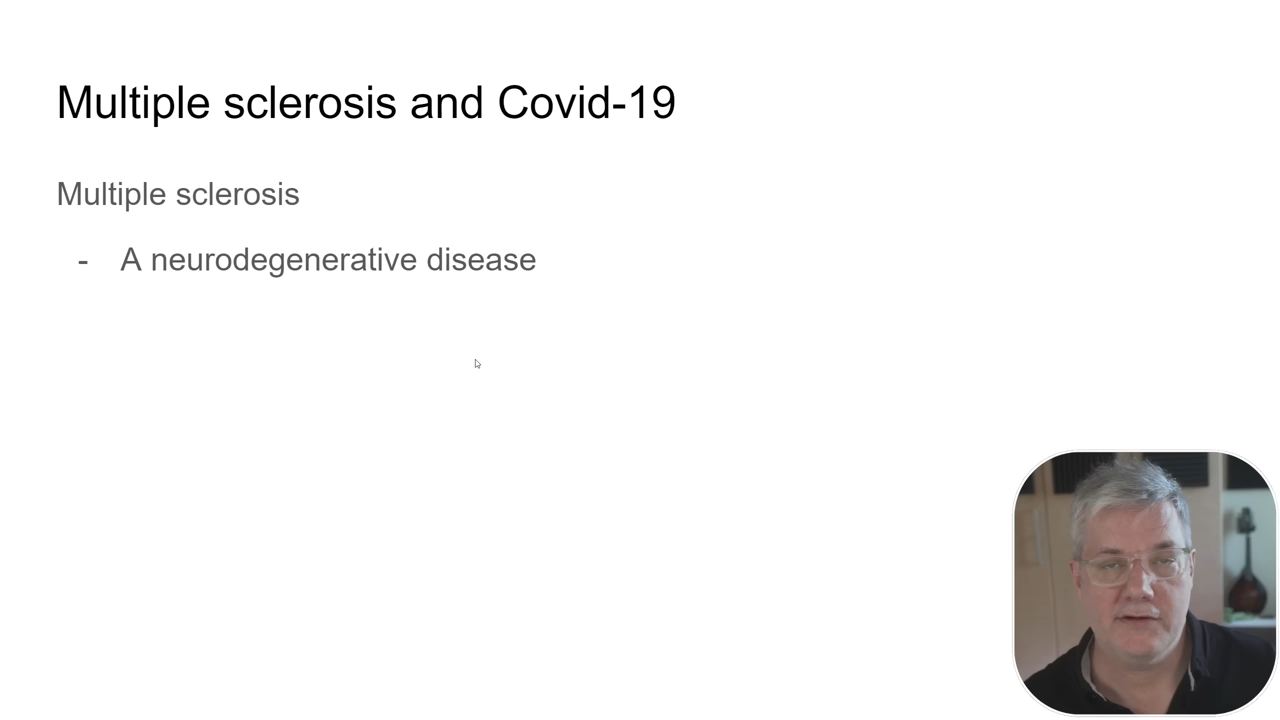 Multiple sclerosis and Covid-19
Multiple sclerosis
- A neurodegenerative disease